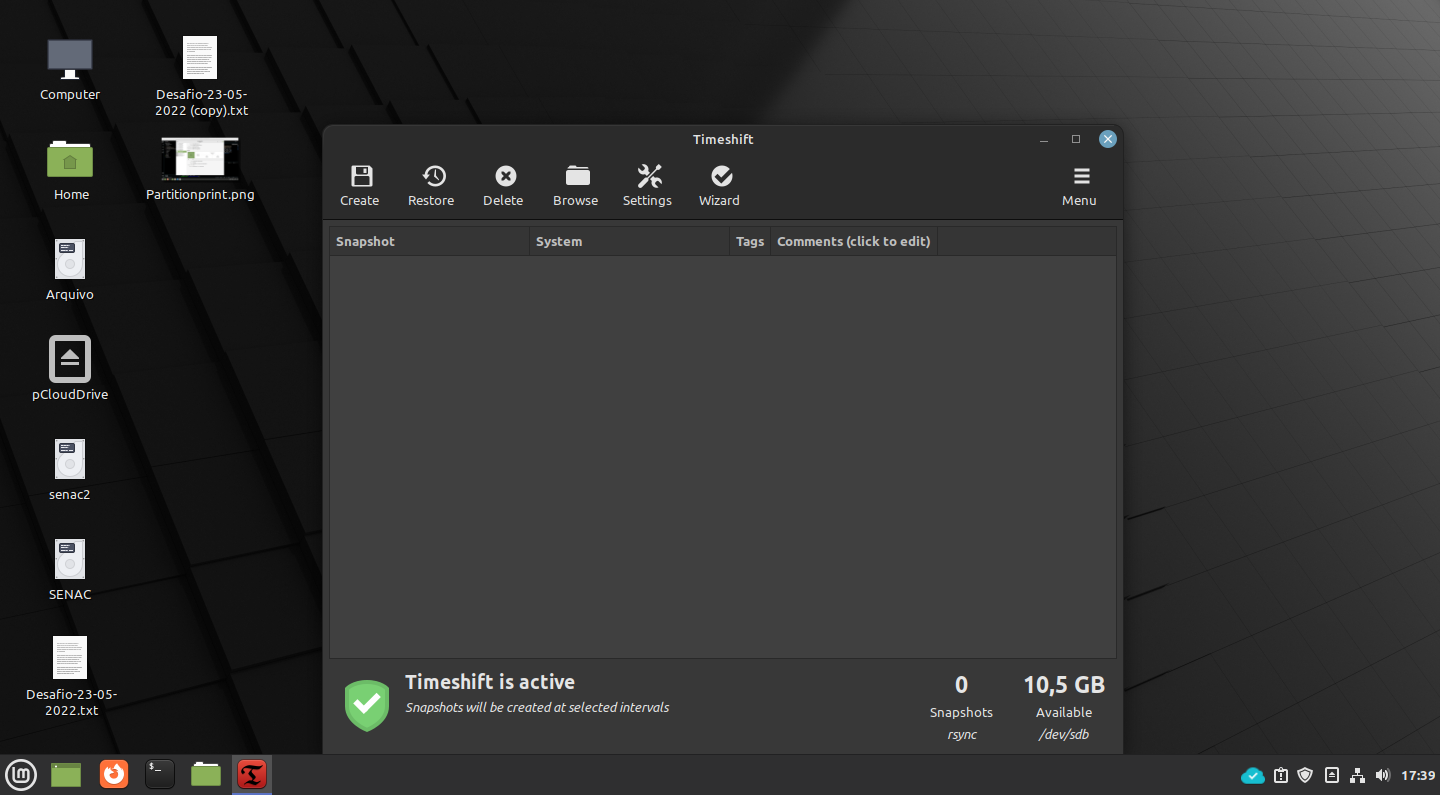 Computer
Desafio-23-05-
2022 (copy).txt
Home
Partitionprint.png
Arquivo
pCloudDrive
senac2
SENAC
Desafio-23-05-
2022.txt
Timeshift
Create
Restore
Delete
Browse
Settings
Wizard
Menu
Snapshot
System
Tags
Comments (click to edit)
Timeshift is active
Snapshots will be created at selected intervals
0
Snapshots
rsync
10,5 GB
Available
/dev/sdb
$_
17:39